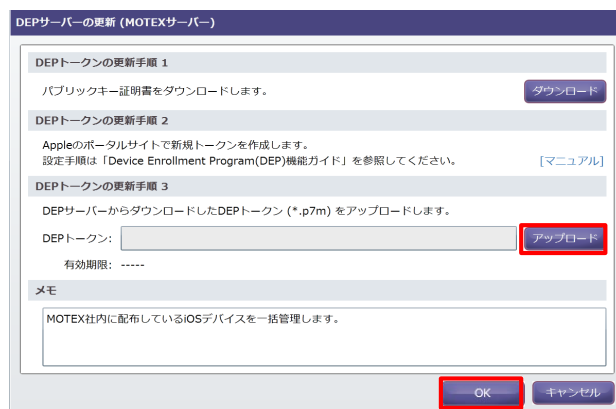 DEPサーバーの更新 (MOTEXサーバー)
DEPトークンの更新手順 1
パブリックキー証明書をダウンロードします。
ダウンロード
DEPトークンの更新手順 2
Appleのポータルサイトで新規トークンを作成します。
設定手順は「Device Enrollment Program(DEP)機能ガイド」を参照してください。 [マニュアル]
DEPトークンの更新手順 3
DEPサーバーからダウンロードしたDEPトークン (*.p7m) をアップロードします。
DEPトークン: アップロード
有効期限: -----
メモ
MOTEX社内に配布しているiOSデバイスを一括管理します。
OK キャンセル